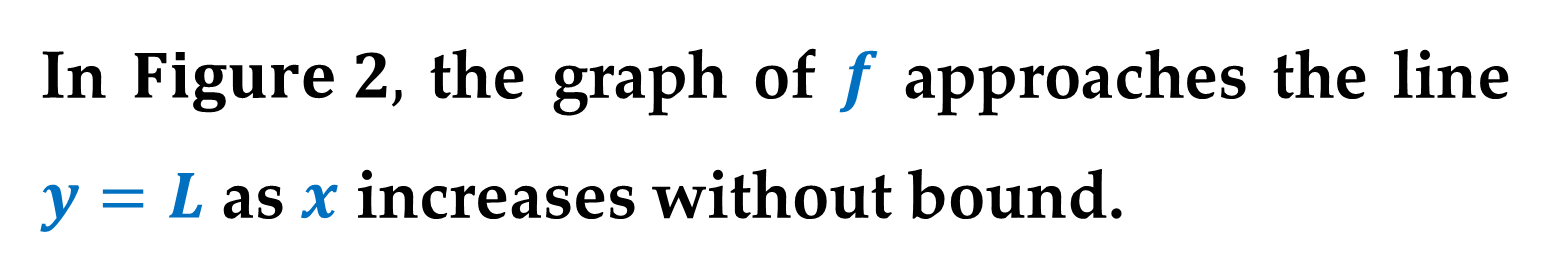 In Figure 2, the graph of f approaches the line
y = L as x increases without bound.